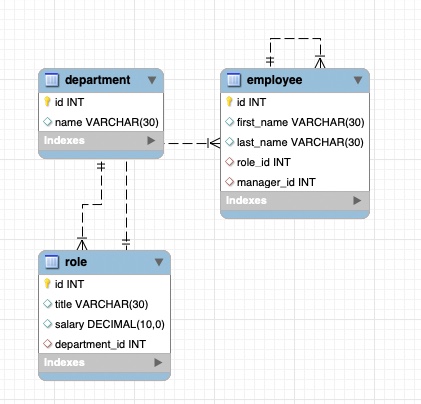 department
id INT
name VARCHAR(30)
Indexes
employee
id INT
first_name VARCHAR(30)
last_name VARCHAR(30)
role_id INT
manager_id INT
Indexes
role
id INT
title VARCHAR(30)
salary DECIMAL(10,0)
department_id INT
Indexes